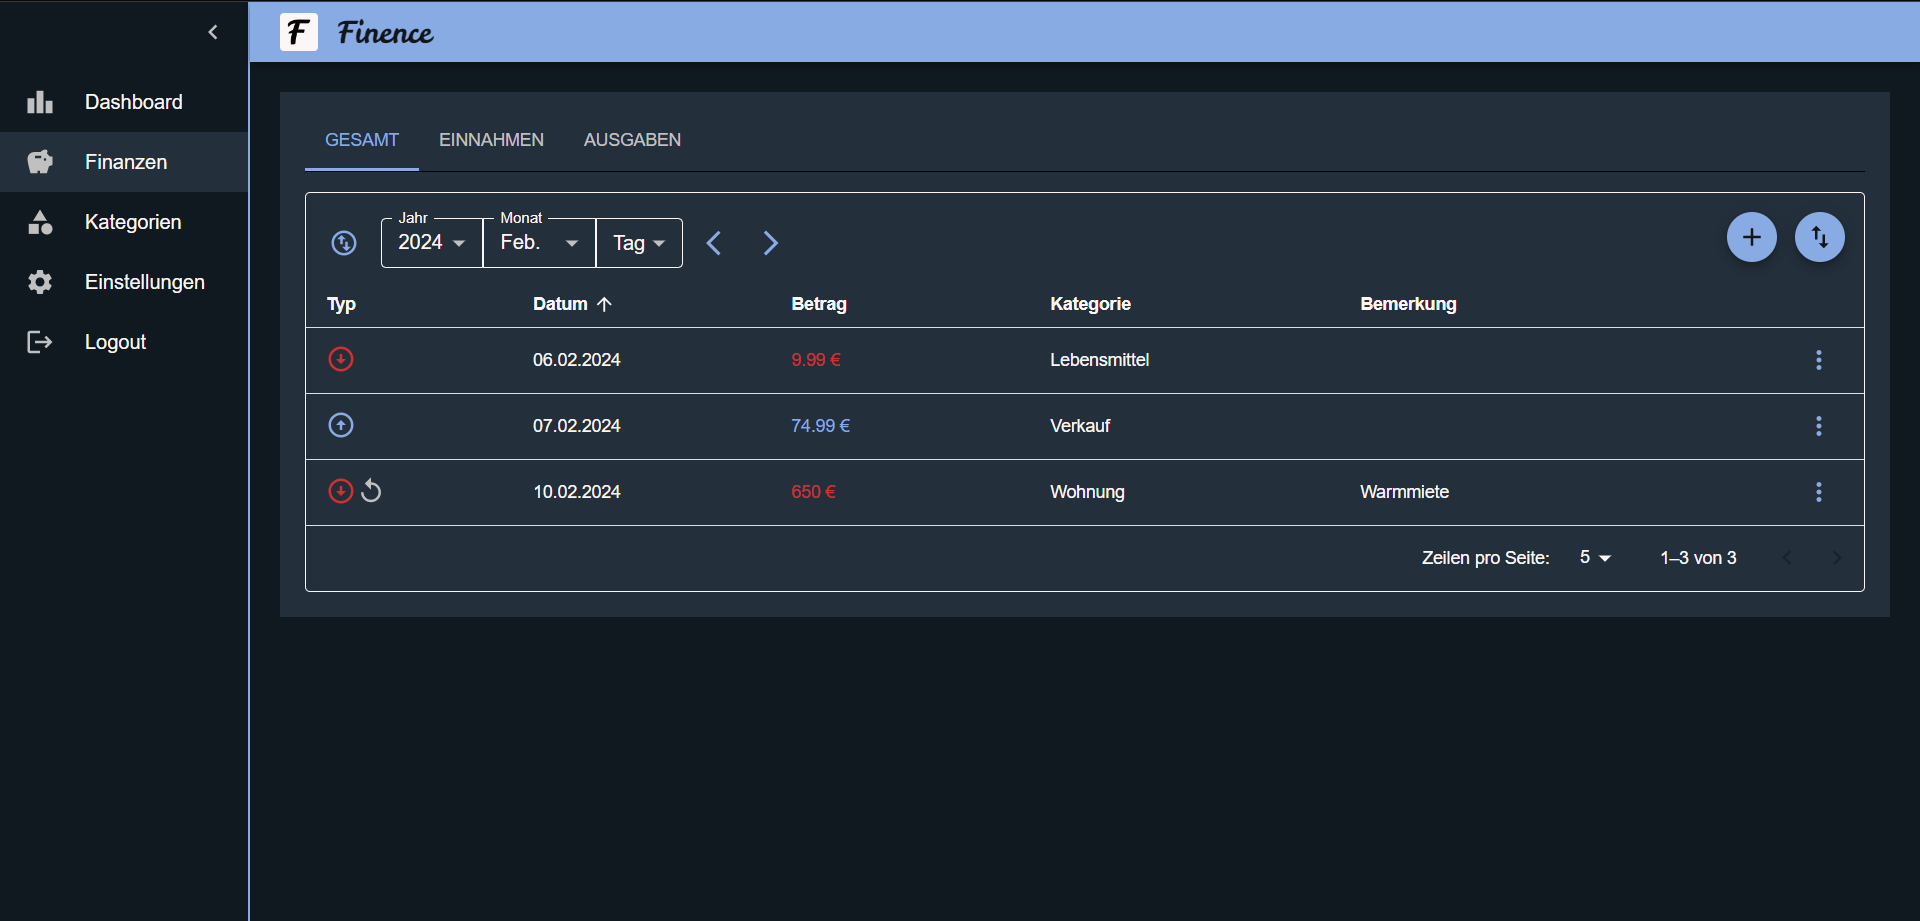 F Finence
Dashboard
Finanzen
Kategorien
Einstellungen
Logout
GESAMT EINNAHMEN AUSGABEN
Jahr Monat
2024 Feb. Tag
Typ Datum Betrag Kategorie Bemerkung
06.02.2024 9.99 € Lebensmittel
07.02.2024 74.99 € Verkauf
10.02.2024 650 € Wohnung Warmmiete
Zeilen pro Seite: 5 1–3 von 3